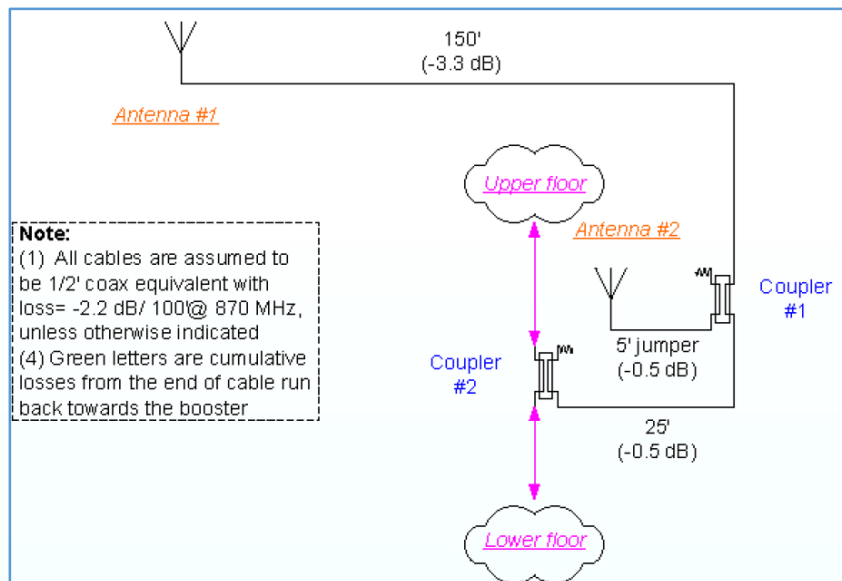 150'
(-3.3 dB)
Antenna #1
Upper floor
Antenna #2
Note:
(1) All cables are assumed to
be 1/2' coax equivalent with
loss= -2.2 dB/ 100'@ 870 MHz,
unless otherwise indicated
(4) Green letters are cumulative
losses from the end of cable run
back towards the booster
Coupler
#1
5' jumper
(-0.5 dB)
Coupler
#2
25'
(-0.5 dB)
Lower floor